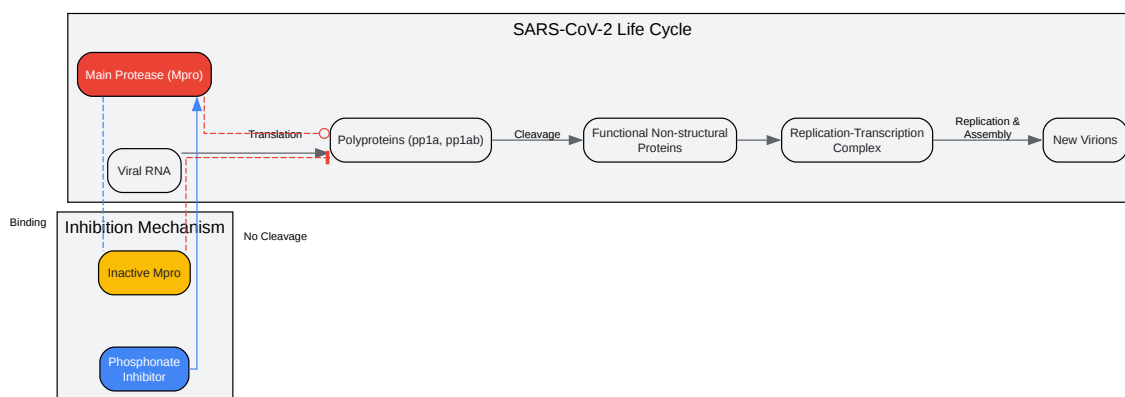 SARS-CoV-2 Life Cycle
Main Protease (Mpro)
Translation
Polyproteins (pp1a, pp1ab)
Cleavage
Functional Non-structural
Proteins
Replication-Transcription
Complex
Replication &
Assembly
New Virions
Viral RNA
Binding
Inhibition Mechanism
No Cleavage
Inactive Mpro
Phosphonate
Inhibitor